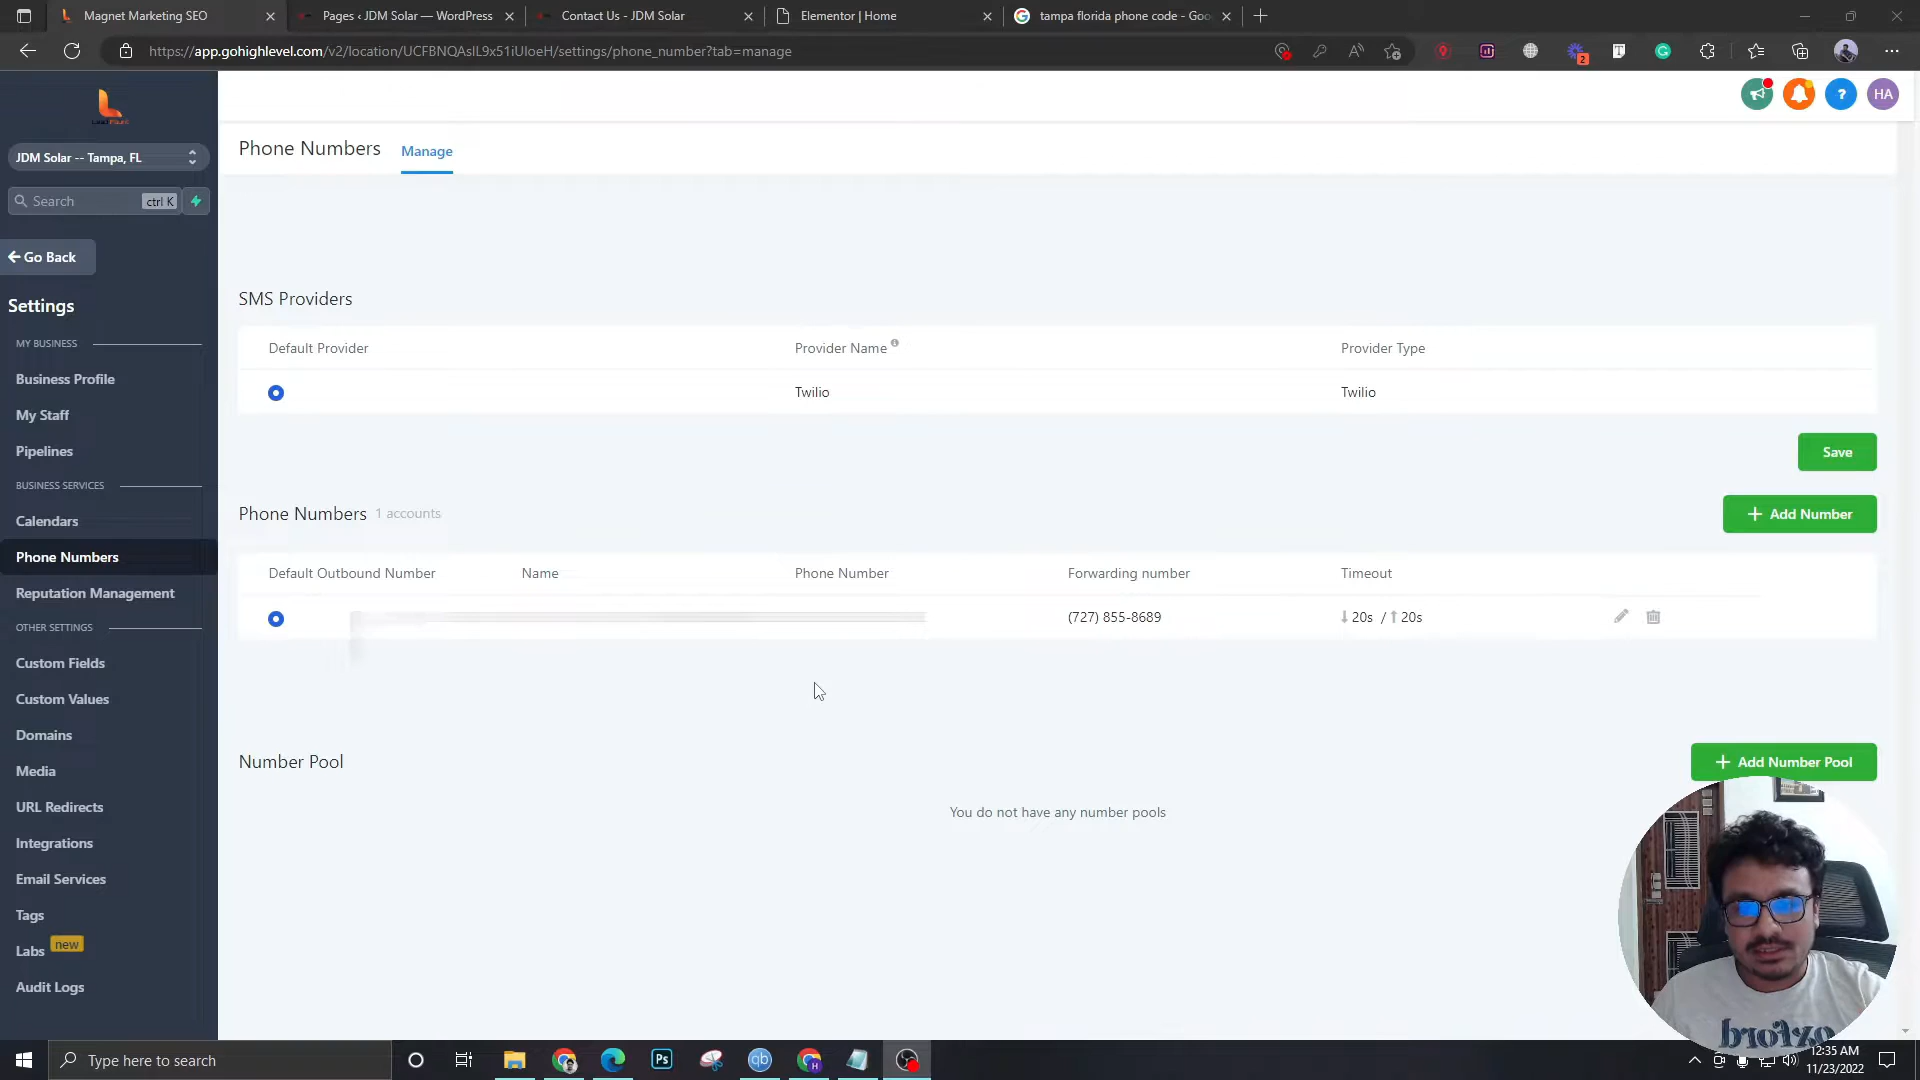 Magnet Marketing SEO
Pages ‹ JDM Solar — WordPress
Contact Us - JDM Solar
Elementor | Home
tampa florida phone code - Goo
https://app.gohighlevel.com/v2/location/UCFBNQAslL9x51iUIoeH/settings/phone_number?tab=manage
2
HA
?
JDM Solar -- Tampa, FL
Search
ctrl K
Go Back
Settings
MY BUSINESS
Business Profile
My Staff
Pipelines
BUSINESS SERVICES
Calendars
Phone Numbers
Reputation Management
OTHER SETTINGS
Custom Fields
Custom Values
Domains
Media
URL Redirects
Integrations
Email Services
Tags
Labs new
Audit Logs
Phone Numbers
Manage
SMS Providers
Default Provider
Provider Name
Provider Type
Twilio
Twilio
Save
Phone Numbers 1 accounts
+ Add Number
Default Outbound Number
Name
Phone Number
Forwarding number
Timeout
(727) 855-8689
20s / 20s
Number Pool
+ Add Number Pool
You do not have any number pools
Type here to search
Ps
qb
12:35 AM
11/23/2022